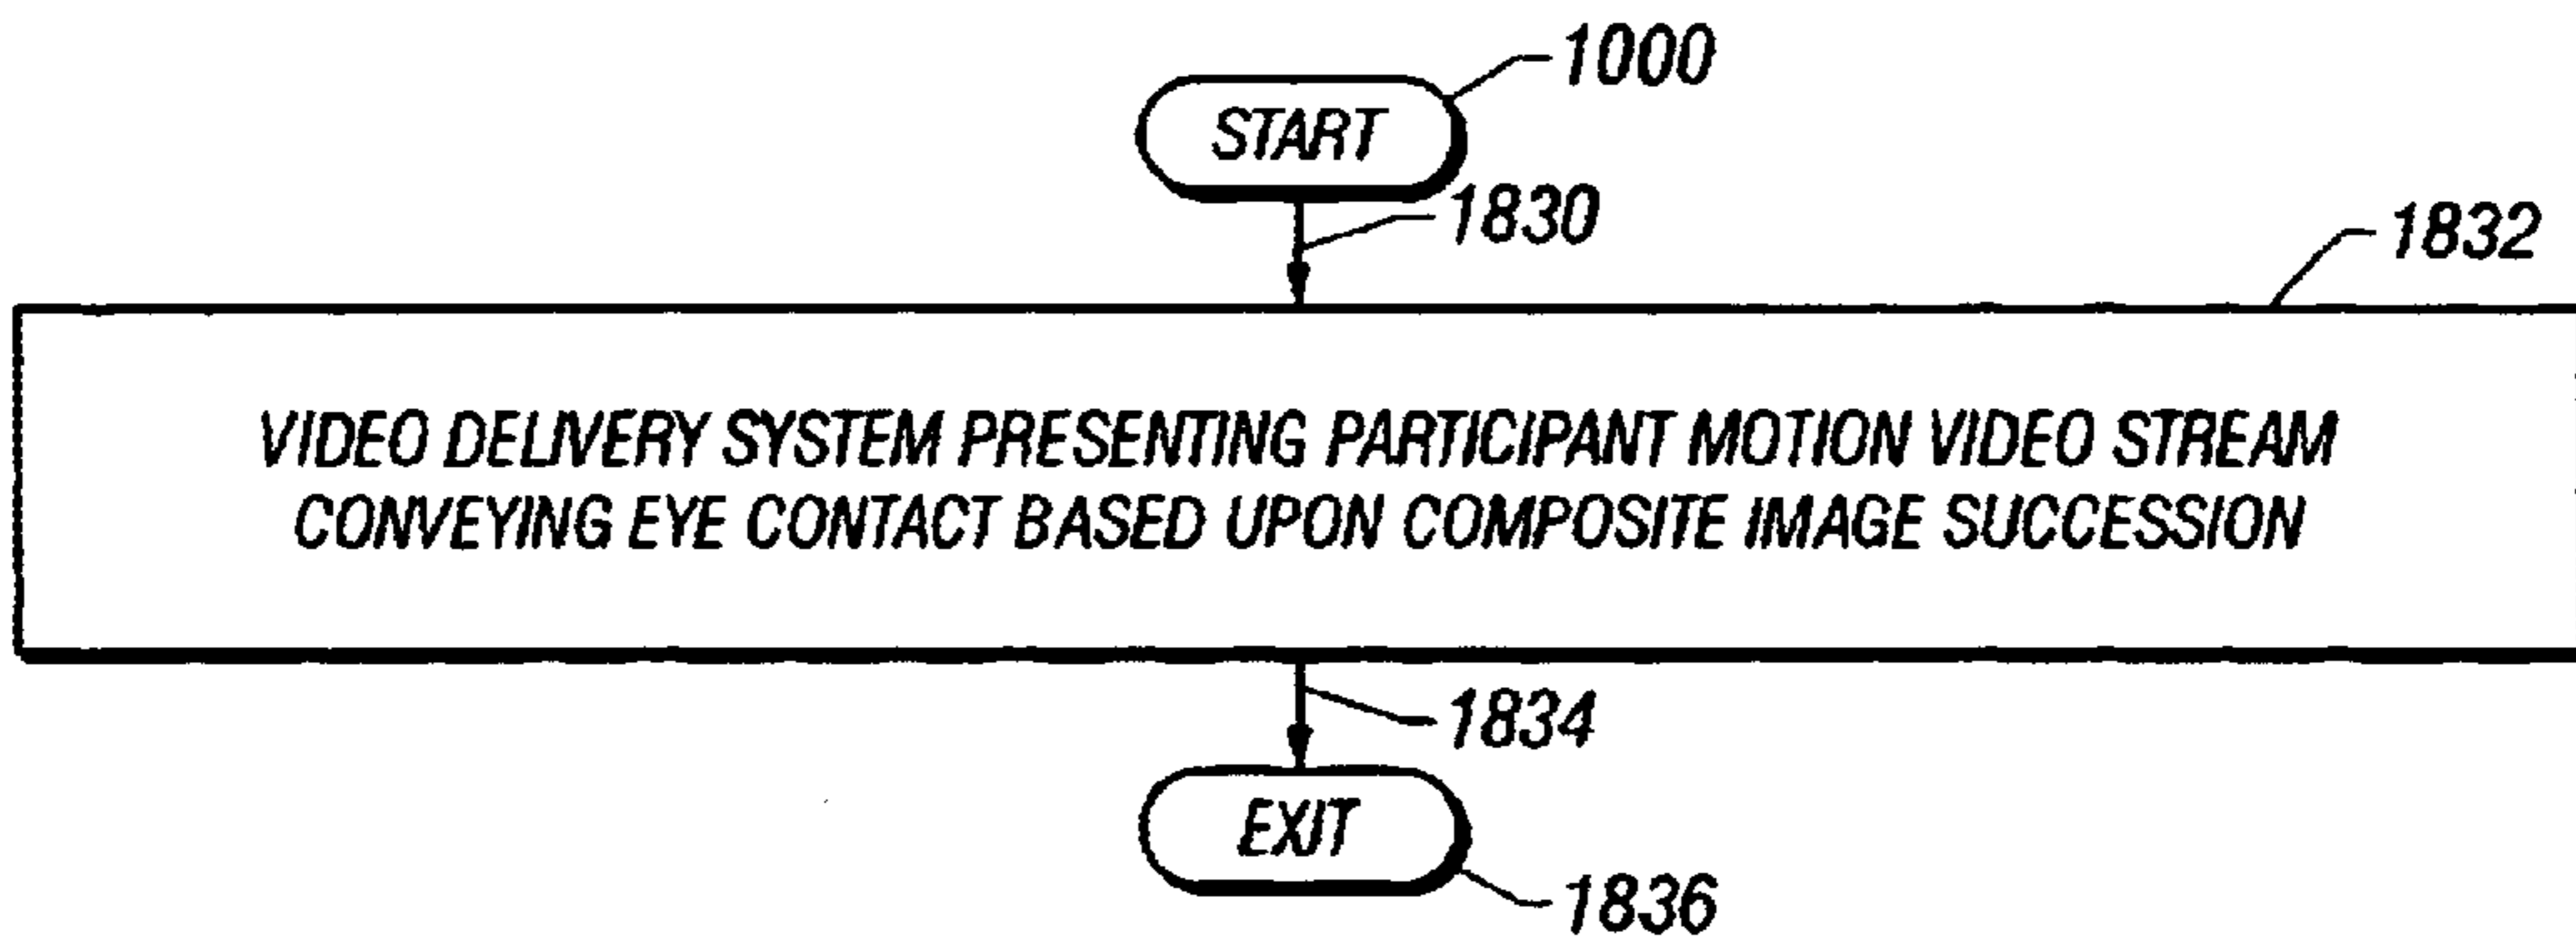 1000
START
1830
1832
VIDEO DELIVERY SYSTEM PRESENTING PARTICIPANT MOTION VIDEO STREAM
CONVEYING EYE CONTACT BASED UPON COMPOSITE IMAGE SUCCESSION
1834
EXIT
1836